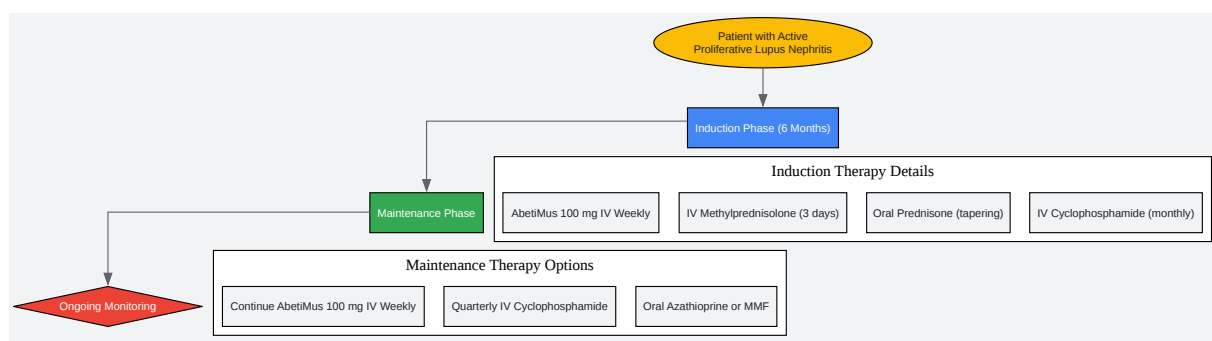 Patient with Active
Proliferative Lupus Nephritis
Induction Phase (6 Months)
Induction Therapy Details
AbetiMus 100 mg IV Weekly
IV Methylprednisolone (3 days)
Oral Prednisone (tapering)
IV Cyclophosphamide (monthly)
Maintenance Phase
Maintenance Therapy Options
Continue AbetiMus 100 mg IV Weekly
Quarterly IV Cyclophosphamide
Oral Azathioprine or MMF
Ongoing Monitoring